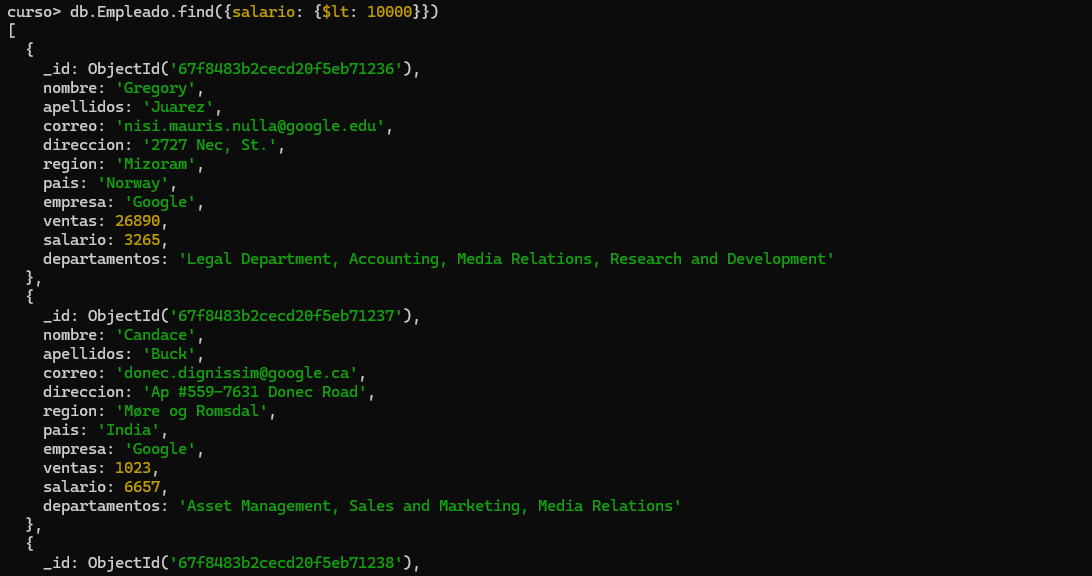 curso> db.Empleado.find({salario: {$lt: 10000}})
[
  {
    _id: ObjectId('67f8483b2cecd20f5eb71236'),
    nombre: 'Gregory',
    apellidos: 'Juarez',
    correo: 'nisi.mauris.nulla@google.edu',
    direccion: '2727 Nec, St.',
    region: 'Mizoram',
    pais: 'Norway',
    empresa: 'Google',
    ventas: 26890,
    salario: 3265,
    departamentos: 'Legal Department, Accounting, Media Relations, Research and Development'
  },
  {
    _id: ObjectId('67f8483b2cecd20f5eb71237'),
    nombre: 'Candace',
    apellidos: 'Buck',
    correo: 'donec.dignissim@google.ca',
    direccion: 'Ap #559-7631 Donec Road',
    region: 'Møre og Romsdal',
    pais: 'India',
    empresa: 'Google',
    ventas: 1023,
    salario: 6657,
    departamentos: 'Asset Management, Sales and Marketing, Media Relations'
  },
  {
    _id: ObjectId('67f8483b2cecd20f5eb71238'),